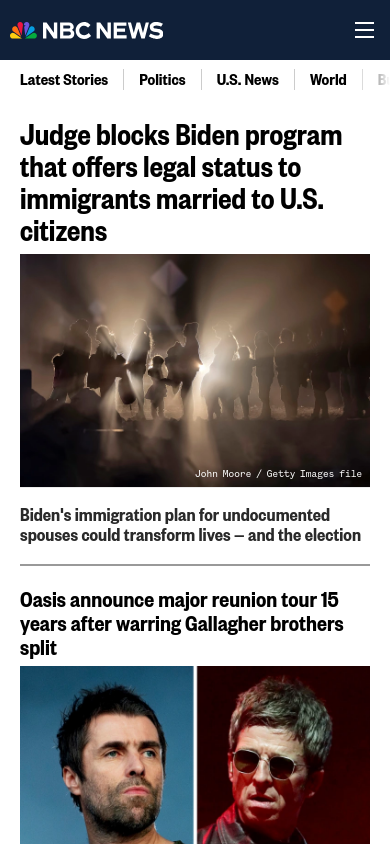 NBC NEWS
Latest Stories
Politics
U.S. News
World
Judge blocks Biden program
that offers legal status to
immigrants married to U.S.
citizens
John Moore / Getty Images file
Biden's immigration plan for undocumented
spouses could transform lives — and the election
Oasis announce major reunion tour 15
years after warring Gallagher brothers
split